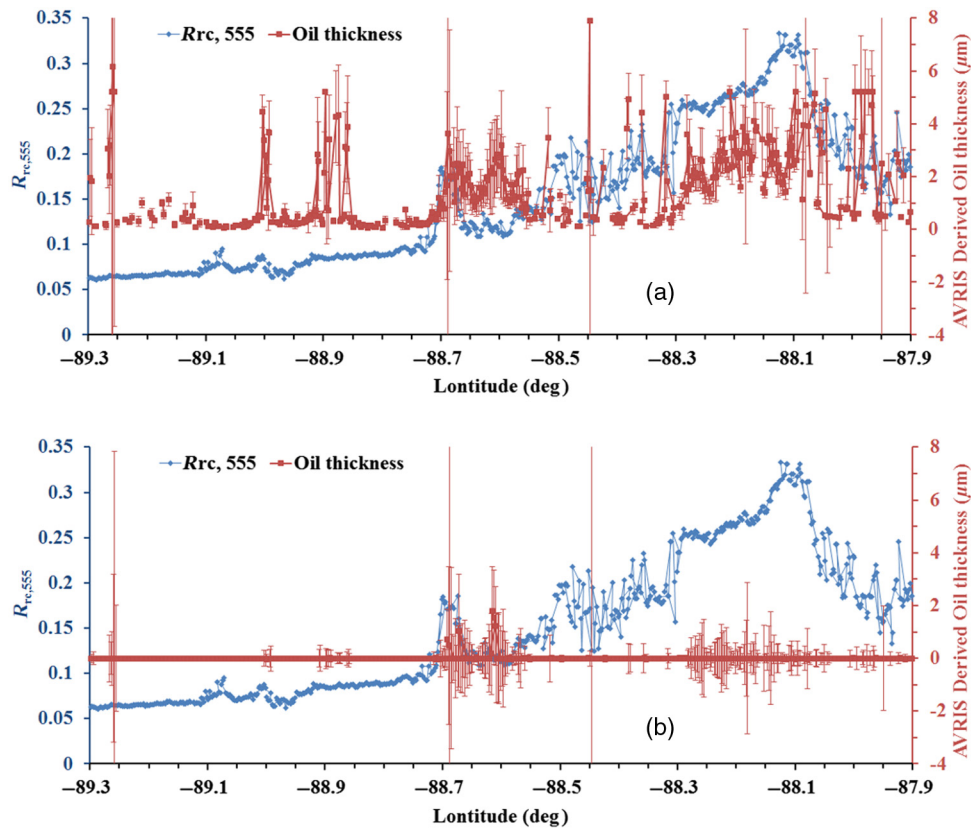 0.35
0.3
0.25
0.2
0.15
0.1
0.05
0
Rrc,555
Rrc, 555 Oil thickness
8
6
4
2
0
−2
−4
AVRIS Derived Oil thickness (µm)
(a)
−89.3 −89.1 −88.9 −88.7 −88.5 −88.3 −88.1 −87.9
Lontitude (deg)
0.35
0.3
0.25
0.2
0.15
0.1
0.05
0
Rrc,555
Rrc, 555 Oil thickness
8
6
4
2
0
−2
−4
AVRIS Derived Oil thickness (µm)
(b)
−89.3 −89.1 −88.9 −88.7 −88.5 −88.3 −88.1 −87.9
Lontitude (deg)